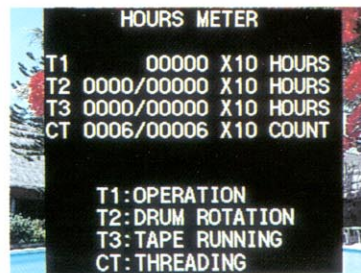 HOURS METER
T1 00000 X10 HOURS
T2 0000/00000 X10 HOURS
T3 0000/00000 X10 HOURS
CT 0006/00006 X10 COUNT
T1:OPERATION
T2:DRUM ROTATION
T3:TAPE RUNNING
CT:THREADING